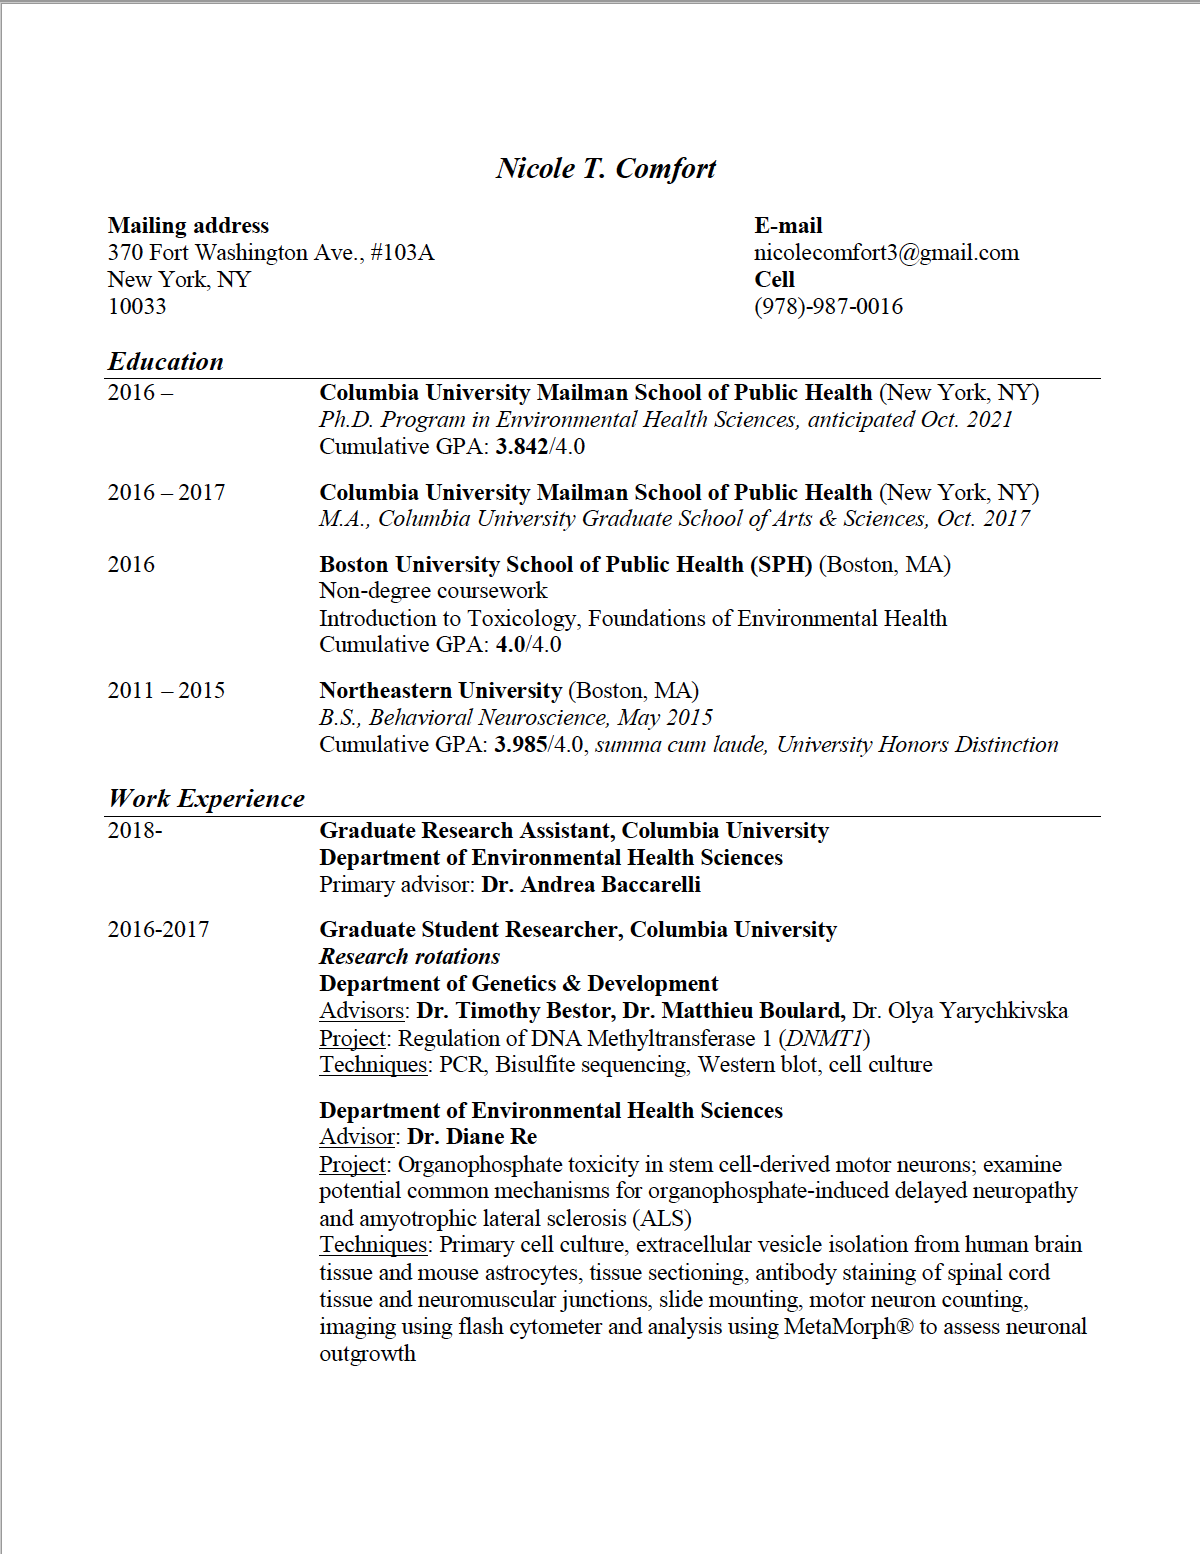 Nicole T. Comfort
Mailing address
370 Fort Washington Ave., #103A
New York, NY
10033
E-mail
nicolecomfort3@gmail.com
Cell
(978)-987-0016
Education
2016 – Columbia University Mailman School of Public Health (New York, NY)
Ph.D. Program in Environmental Health Sciences, anticipated Oct. 2021
Cumulative GPA: 3.842/4.0
2016 – 2017 Columbia University Mailman School of Public Health (New York, NY)
M.A., Columbia University Graduate School of Arts & Sciences, Oct. 2017
2016 Boston University School of Public Health (SPH) (Boston, MA)
Non-degree coursework
Introduction to Toxicology, Foundations of Environmental Health
Cumulative GPA: 4.0/4.0
2011 – 2015 Northeastern University (Boston, MA)
B.S., Behavioral Neuroscience, May 2015
Cumulative GPA: 3.985/4.0, summa cum laude, University Honors Distinction
Work Experience
2018- Graduate Research Assistant, Columbia University
Department of Environmental Health Sciences
Primary advisor: Dr. Andrea Baccarelli
2016-2017 Graduate Student Researcher, Columbia University
Research rotations
Department of Genetics & Development
Advisors: Dr. Timothy Bestor, Dr. Matthieu Boulard, Dr. Olya Yarychkivska
Project: Regulation of DNA Methyltransferase 1 (DNMT1)
Techniques: PCR, Bisulfite sequencing, Western blot, cell culture
Department of Environmental Health Sciences
Advisor: Dr. Diane Re
Project: Organophosphate toxicity in stem cell-derived motor neurons; examine
potential common mechanisms for organophosphate-induced delayed neuropathy
and amyotrophic lateral sclerosis (ALS)
Techniques: Primary cell culture, extracellular vesicle isolation from human brain
tissue and mouse astrocytes, tissue sectioning, antibody staining of spinal cord
tissue and neuromuscular junctions, slide mounting, motor neuron counting,
imaging using flash cytometer and analysis using MetaMorph® to assess neuronal
outgrowth